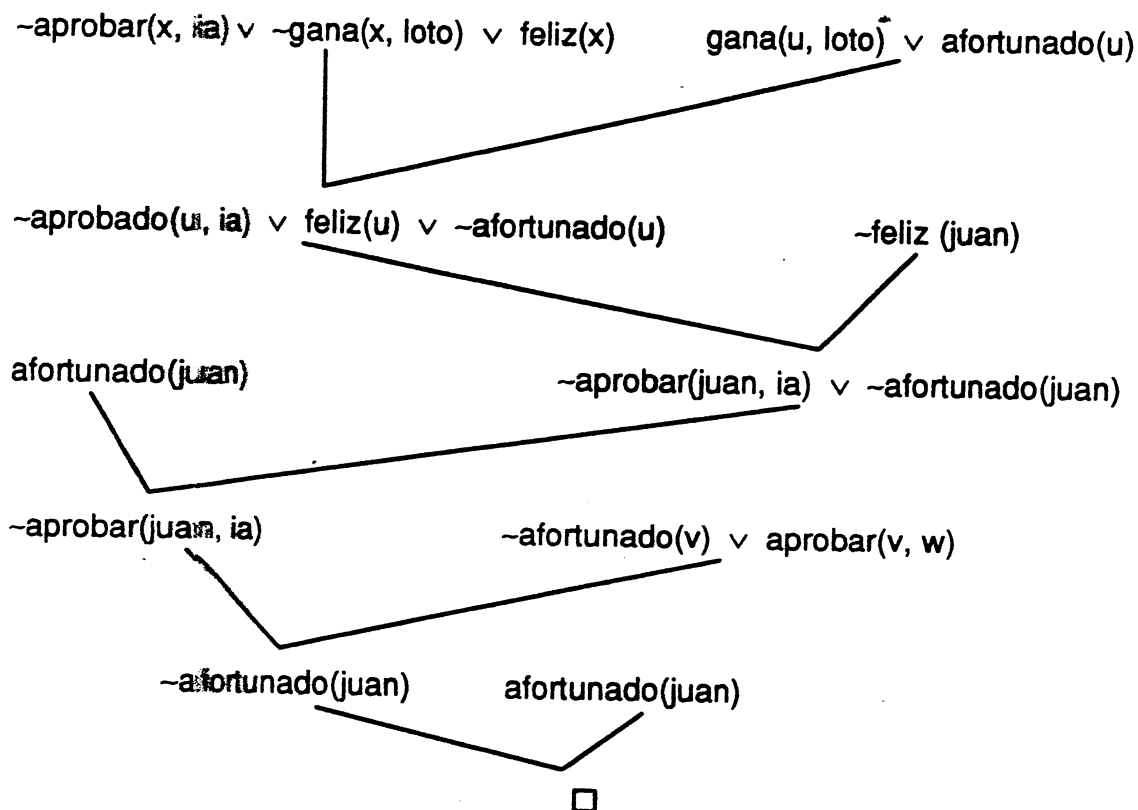 ~aprobar(x, ia) ∨ ~gana(x, loto) ∨ feliz(x) gana(u, loto) ∨ afortunado(u)
~aprobado(u, ia) ∨ feliz(u) ∨ ~afortunado(u) ~feliz (juan)
afortunado(juan) ~aprobar(juan, ia) ∨ ~afortunado(juan)
~aprobar(juan, ia) ~afortunado(v) ∨ aprobar(v, w)
~afortunado(juan) afortunado(juan)